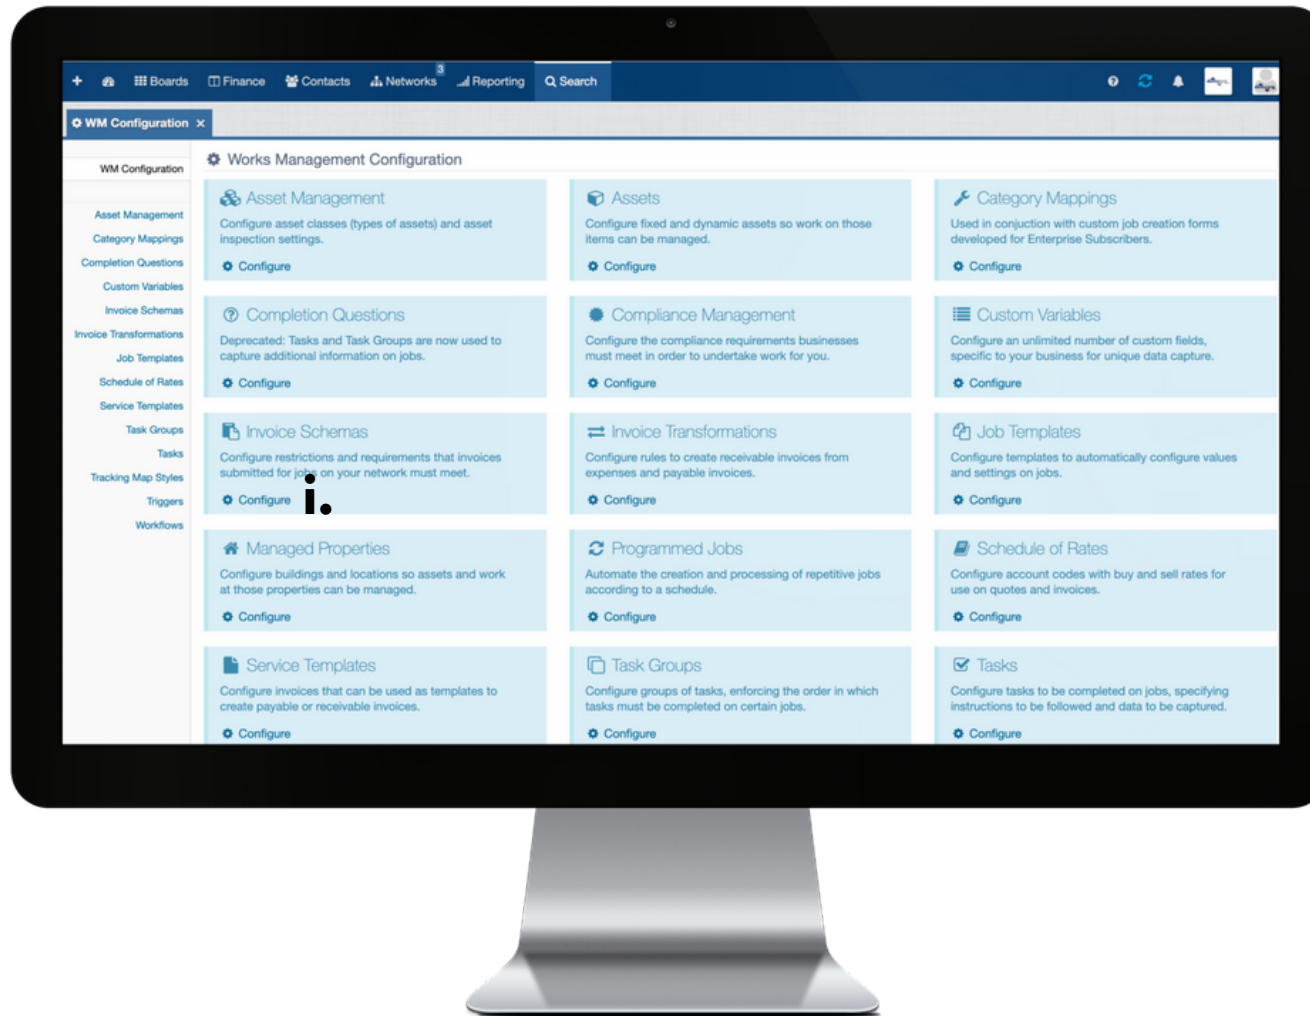 Boards Finance Contacts Networks 3 Reporting Search
WM Configuration ×
WM Configuration
Asset Management
Category Mappings
Completion Questions
Custom Variables
Invoice Schemas
Invoice Transformations
Job Templates
Schedule of Rates
Service Templates
Task Groups
Tasks
Tracking Map Styles
Triggers
Workflows
Works Management Configuration
Asset Management
Configure asset classes (types of assets) and asset
inspection settings.
Configure
Assets
Configure fixed and dynamic assets so work on those
items can be managed.
Configure
Category Mappings
Used in conjuction with custom job creation forms
developed for Enterprise Subscribers.
Configure
Completion Questions
Deprecated: Tasks and Task Groups are now used to
capture additional information on jobs.
Configure
Compliance Management
Configure the compliance requirements businesses
must meet in order to undertake work for you.
Configure
Custom Variables
Configure an unlimited number of custom fields,
specific to your business for unique data capture.
Configure
Invoice Schemas
Configure restrictions and requirements that invoices
submitted for jobs on your network must meet.
Configure
i.
Invoice Transformations
Configure rules to create receivable invoices from
expenses and payable invoices.
Configure
Job Templates
Configure templates to automatically configure values
and settings on jobs.
Configure
Managed Properties
Configure buildings and locations so assets and work
at those properties can be managed.
Configure
Programmed Jobs
Automate the creation and processing of repetitive jobs
according to a schedule.
Configure
Schedule of Rates
Configure account codes with buy and sell rates for
use on quotes and invoices.
Configure
Service Templates
Configure invoices that can be used as templates to
create payable or receivable invoices.
Configure
Task Groups
Configure groups of tasks, enforcing the order in which
tasks must be completed on certain jobs.
Configure
Tasks
Configure tasks to be completed on jobs, specifying
instructions to be followed and data to be captured.
Configure